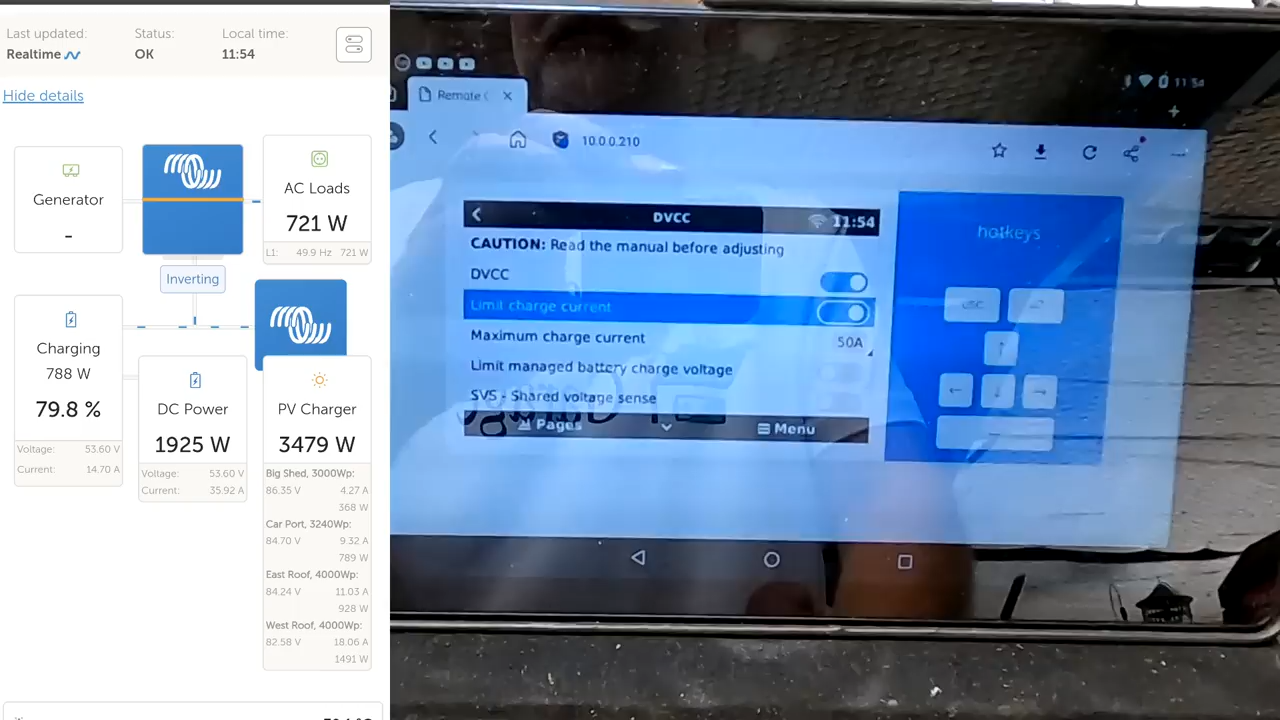 Last updated:
Realtime
Status:
OK
Local time:
11:54
Hide details
Generator
-
AC Loads
721 W
L1: 49.9 Hz 721 W
Inverting
Charging
788 W
79.8 %
Voltage: 53.60 V
Current: 14.70 A
DC Power
1925 W
Voltage: 53.60 V
Current: 35.92 A
PV Charger
3479 W
Big Shed, 3000Wp:
86.35 V 4.27 A
368 W
Car Port, 3240Wp:
84.70 V 9.32 A
789 W
East Roof, 4000Wp:
84.24 V 11.03 A
928 W
West Roof, 4000Wp:
82.58 V 18.06 A
1491 W
11 54
Remote
10.0.0.210
DVCC
11:54
CAUTION: Read the manual before adjusting
DVCC
Limit charge current
Maximum charge current 50A
Limit managed battery charge voltage
SVS - Shared voltage sense
Pages
Menu
hotkeys
esc